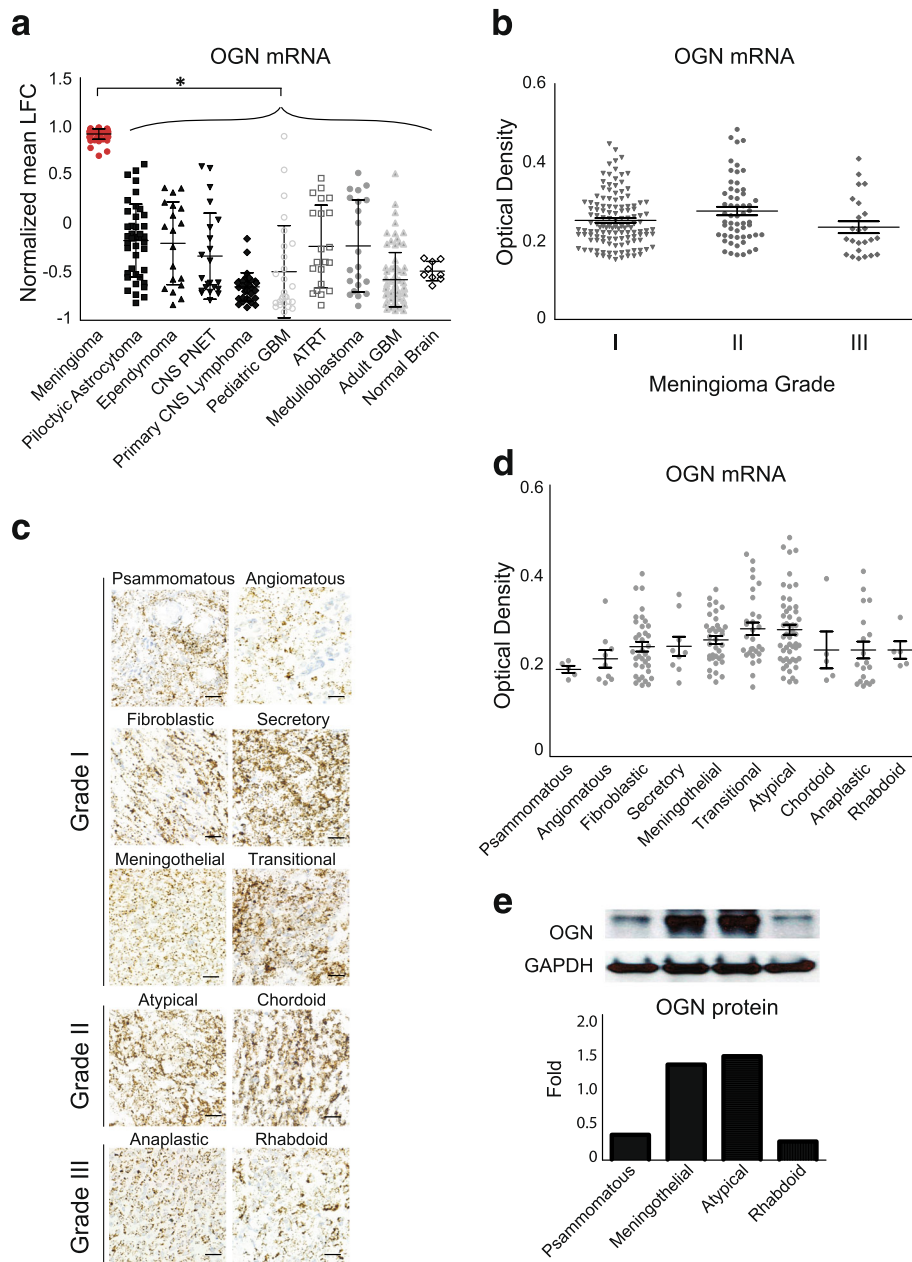 a
OGN mRNA
Normalized mean LFC
1.5
1.0
0.5
0
-0.5
-1
*
Meningioma
Piloctyic Astrocytoma
Ependymoma
CNS PNET
Primary CNS Lymphoma
Pediatric GBM
ATRT
Medulloblastoma
Adult GBM
Normal Brain
b
OGN mRNA
Optical Density
0.6
0.4
0.2
0
I
II
III
Meningioma Grade
c
Grade I
Psammomatous
Angiomatous
Fibroblastic
Secretory
Meningothelial
Transitional
Grade II
Atypical
Chordoid
Grade III
Anaplastic
Rhabdoid
d
OGN mRNA
Optical Density
0.6
0.4
0.2
0
Psammomatous
Angiomatous
Fibroblastic
Secretory
Meningothelial
Transitional
Atypical
Chordoid
Anaplastic
Rhabdoid
e
OGN
GAPDH
OGN protein
Fold
2.0
1.5
1.0
0.5
0
Psammomatous
Meningothelial
Atypical
Rhabdoid